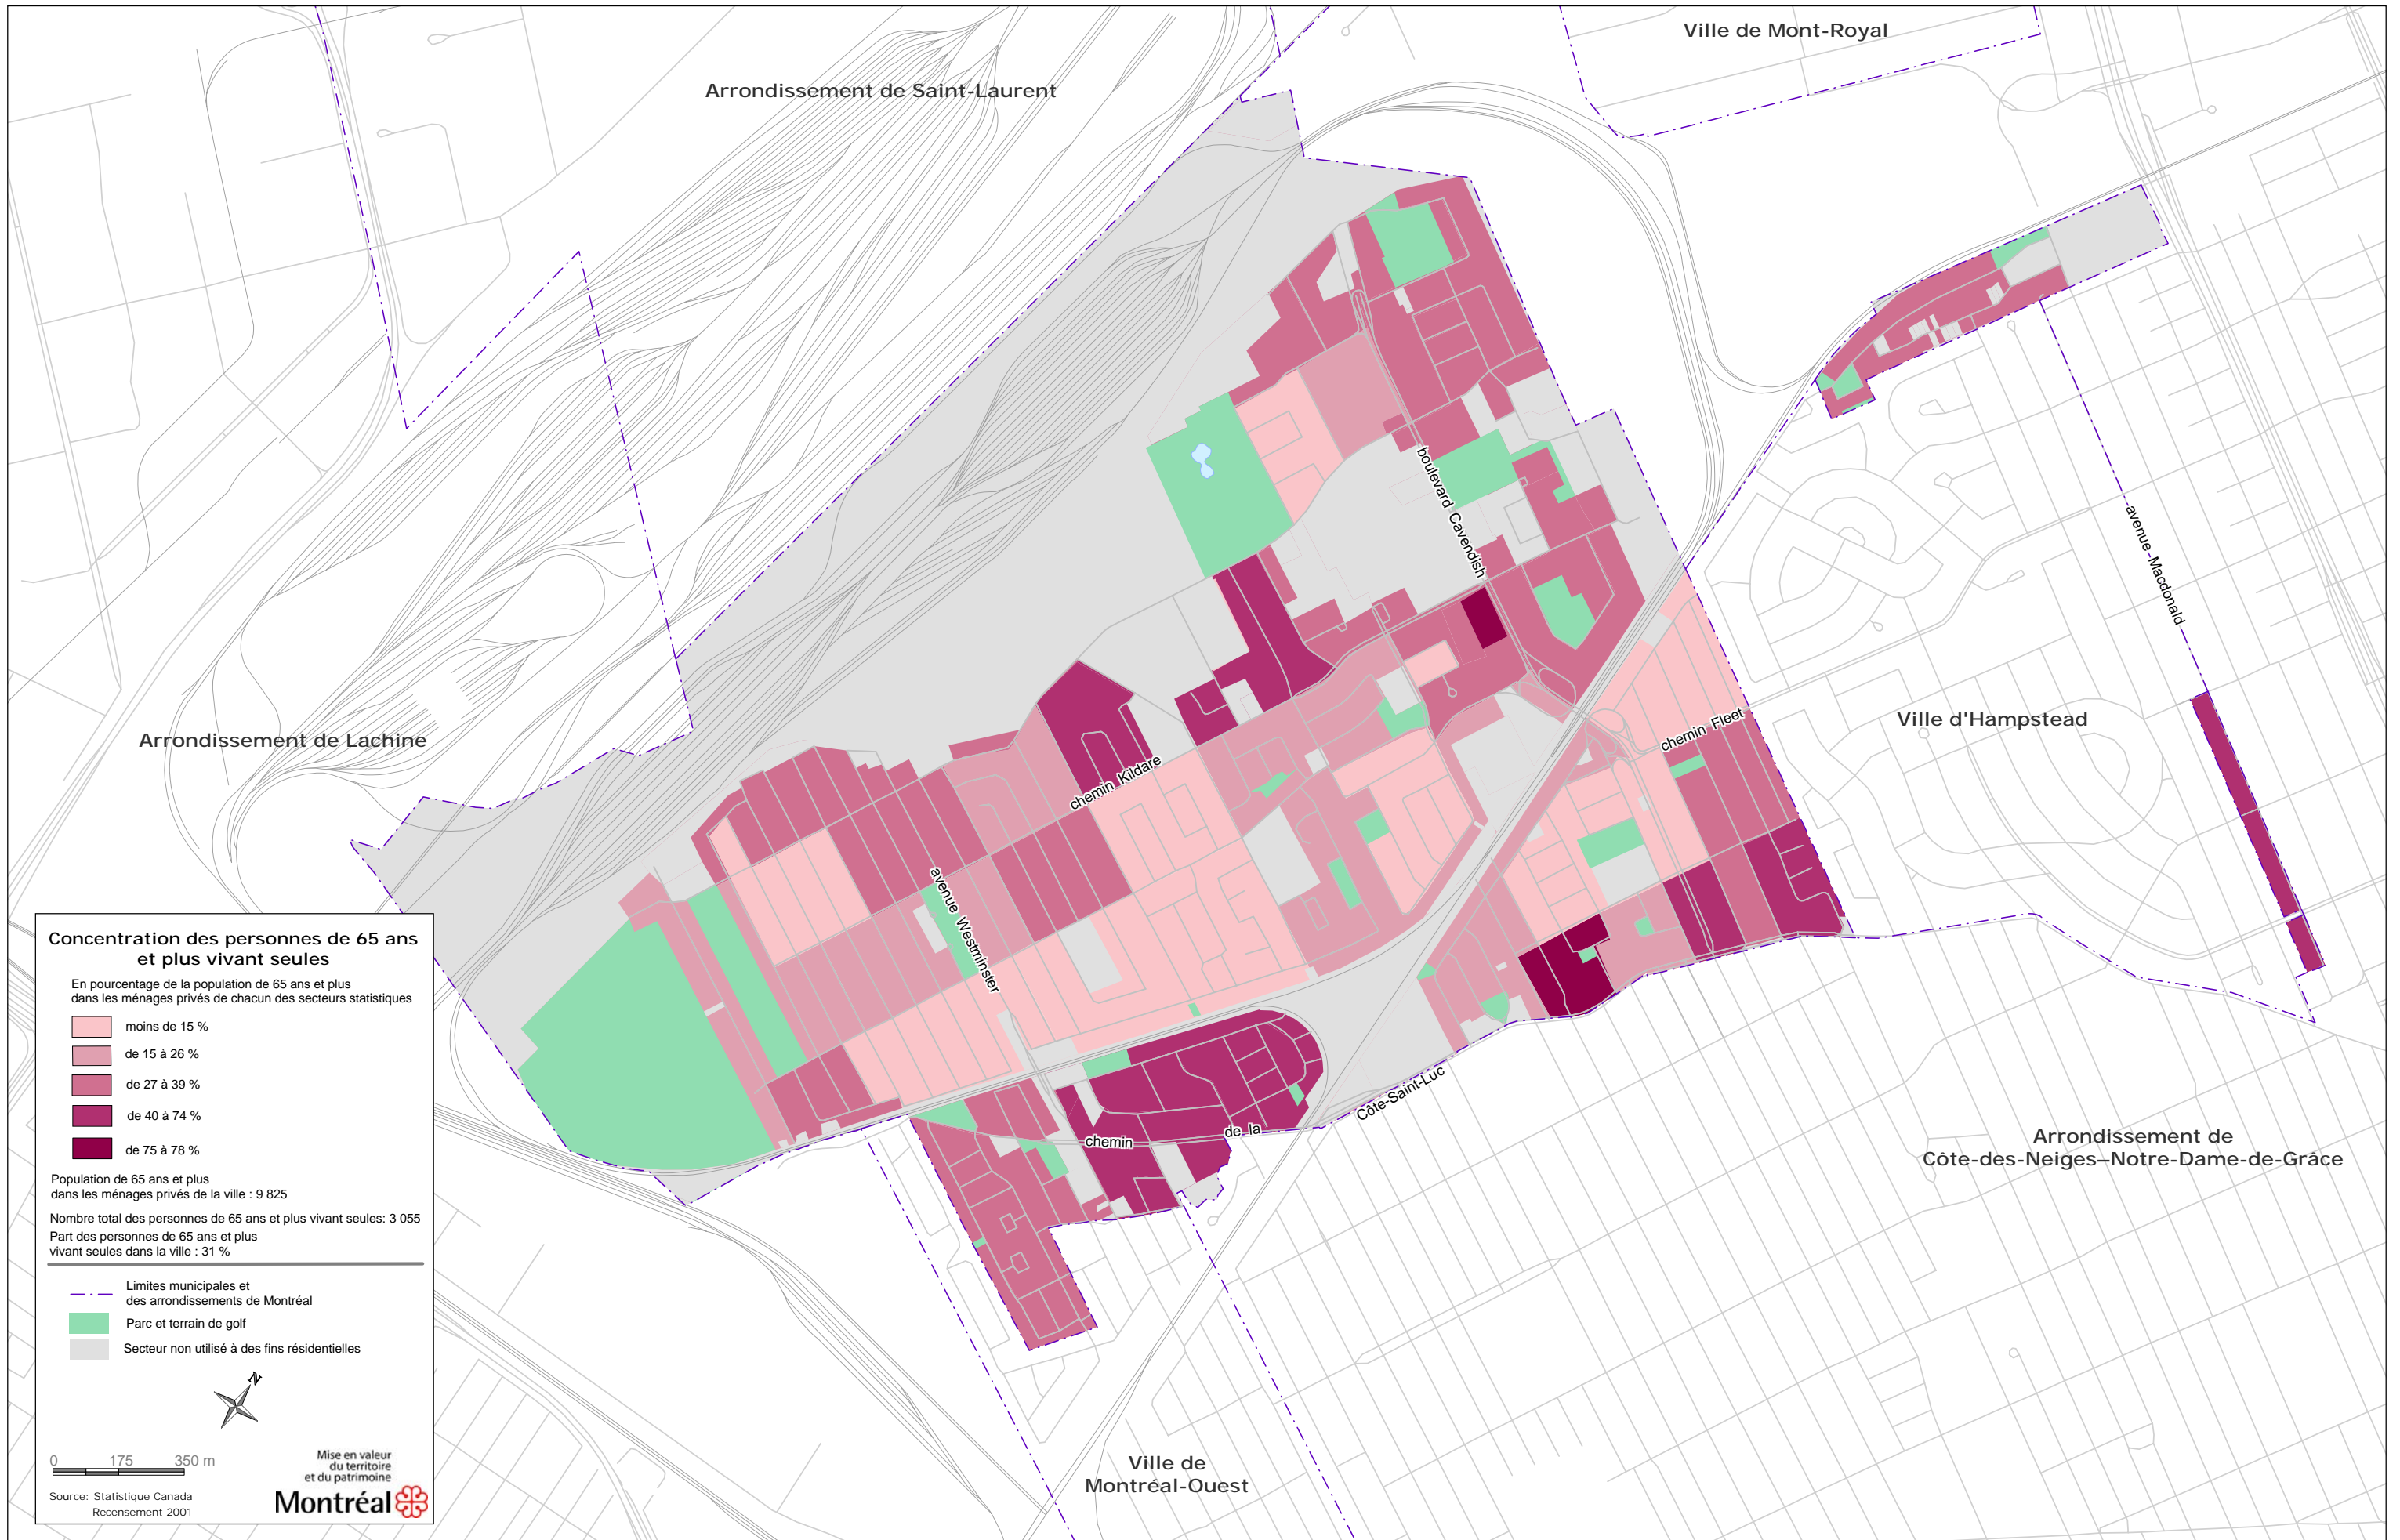 Ville de Mont-Royal
Arrondissement de Saint-Laurent
boulevard Cavendish
avenue Macdonald
Ville d'Hampstead
chemin Fleet
Arrondissement de Lachine
chemin Kildare
avenue Westminster
chemin de la Côte-Saint-Luc
Arrondissement de
Côte-des-Neiges–Notre-Dame-de-Grâce
Ville de
Montréal-Ouest
Concentration des personnes de 65 ans
et plus vivant seules
En pourcentage de la population de 65 ans et plus
dans les ménages privés de chacun des secteurs statistiques
moins de 15 %
de 15 à 26 %
de 27 à 39 %
de 40 à 74 %
de 75 à 78 %
Population de 65 ans et plus
dans les ménages privés de la ville : 9 825
Nombre total des personnes de 65 ans et plus vivant seules: 3 055
Part des personnes de 65 ans et plus
vivant seules dans la ville : 31 %
Limites municipales et
des arrondissements de Montréal
Parc et terrain de golf
Secteur non utilisé à des fins résidentielles
N
0 175 350 m
Mise en valeur
du territoire
et du patrimoine
Montréal
Source: Statistique Canada
Recensement 2001